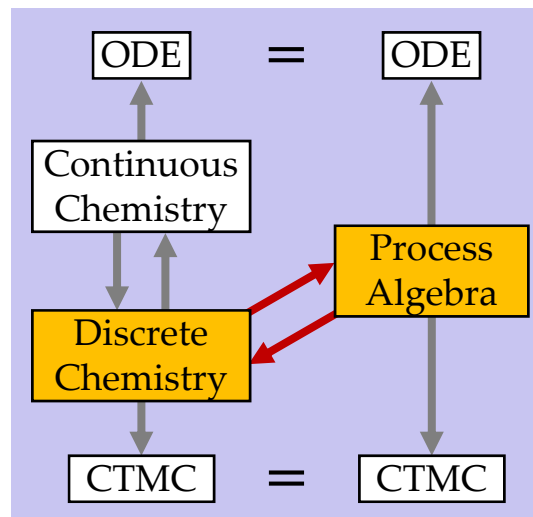 ODE = ODE
Continuous
Chemistry
Process
Algebra
Discrete
Chemistry
CTMC = CTMC